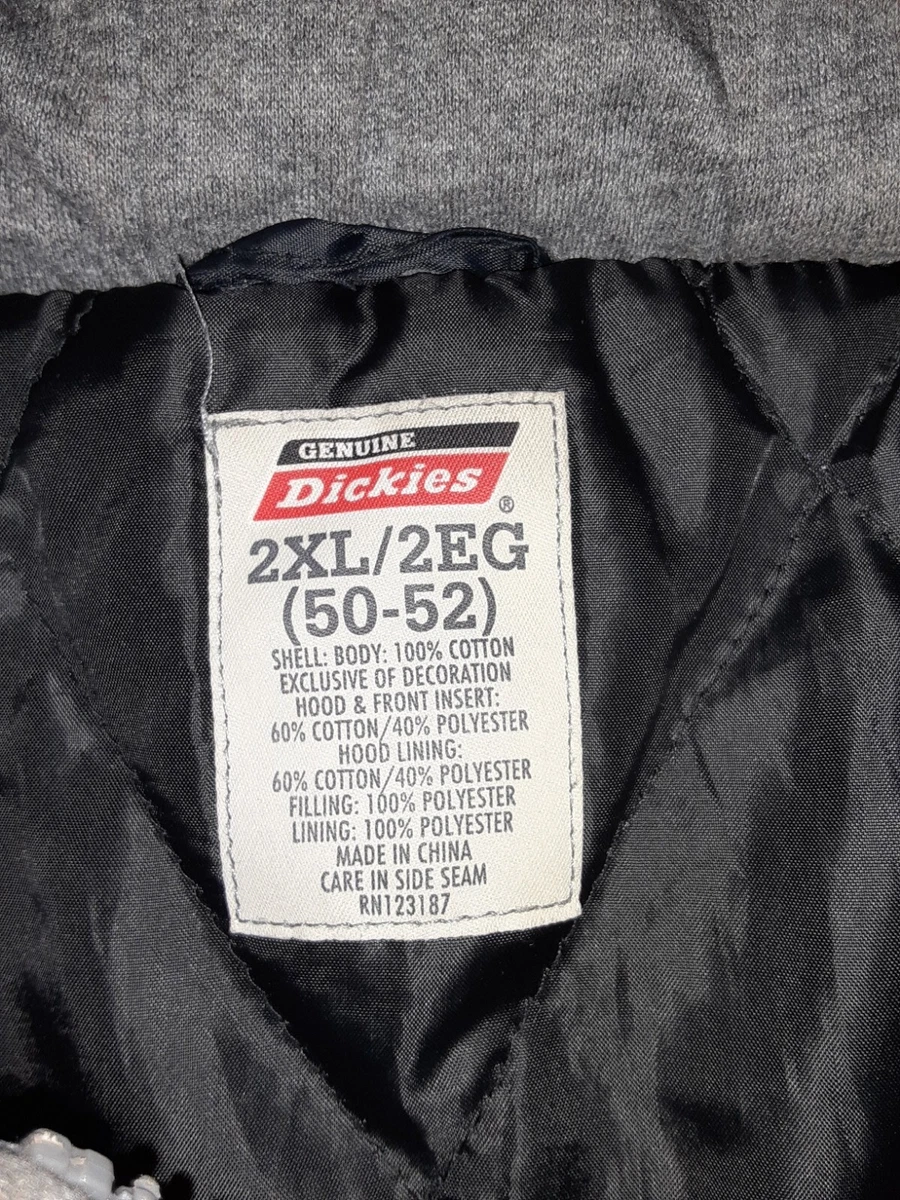 GENUINE
Dickies®
2XL/2EG
(50-52)
SHELL: BODY: 100% COTTON
EXCLUSIVE OF DECORATION
HOOD & FRONT INSERT:
60% COTTON/40% POLYESTER
HOOD LINING:
60% COTTON/40% POLYESTER
FILLING: 100% POLYESTER
LINING: 100% POLYESTER
MADE IN CHINA
CARE IN SIDE SEAM
RN123187